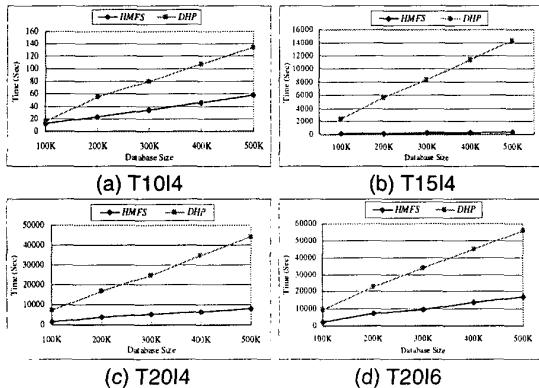 HMFS DHP
Time (Sec)
160
140
120
100
80
60
40
20
0
100K 200K 300K 400K 500K
Database Size
(a) T10I4
HMFS DHP
Time (Sec)
16000
14000
12000
10000
8000
6000
4000
2000
0
100K 200K 300K 400K 500K
Database Size
(b) T15I4
HMFS DHP
Time (Sec)
50000
40000
30000
20000
10000
0
100K 200K 300K 400K 500K
Database Size
(c) T20I4
HMFS DHP
Time (Sec)
60000
50000
40000
30000
20000
10000
0
100K 200K 300K 400K 500K
Database Size
(d) T20I6